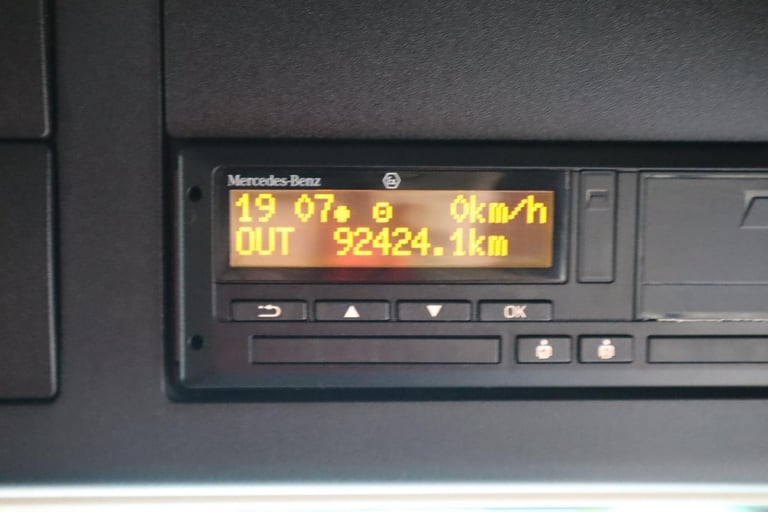 Mercedes-Benz
19 07 0km/h
OUT 92424.1km
OK